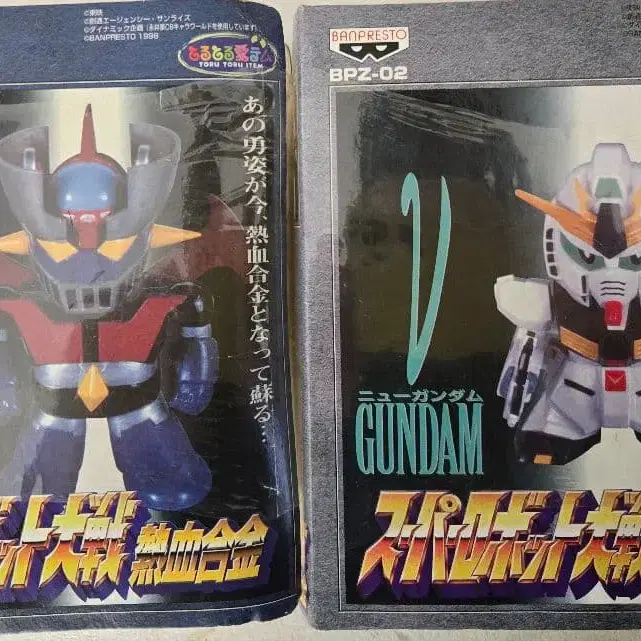 ©東映
©創通エージェンシー・サンライズ
©ダイナミック企画
©BANPRESTO 1998
とるとる愛テム
TORU TORU ITEM
あの勇姿が今、熱血合金となって蘇る…
ボット大戦 熱血合金
BANPRESTO
BPZ-02
ν
ニューガンダム
GUNDAM
スーパーロボット大戦